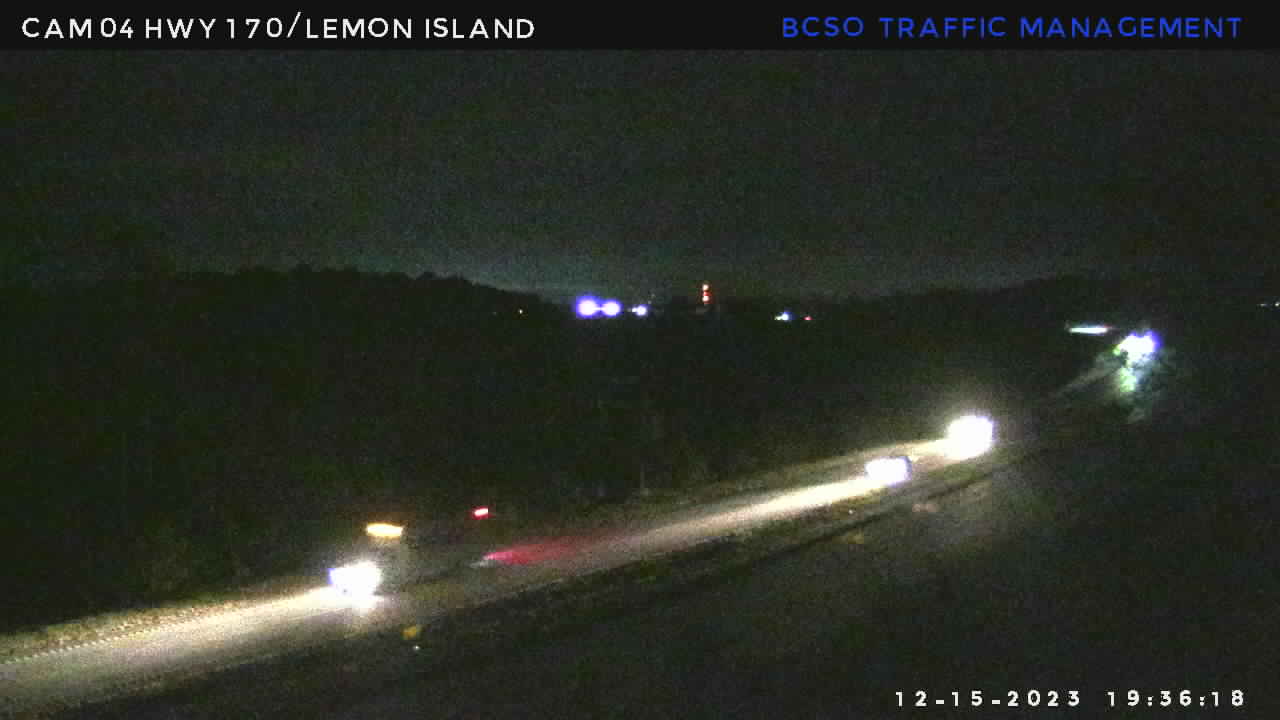 CAM 04 HWY 170/LEMON ISLAND
BCSO TRAFFIC MANAGEMENT
12-15-2023 19:36:18